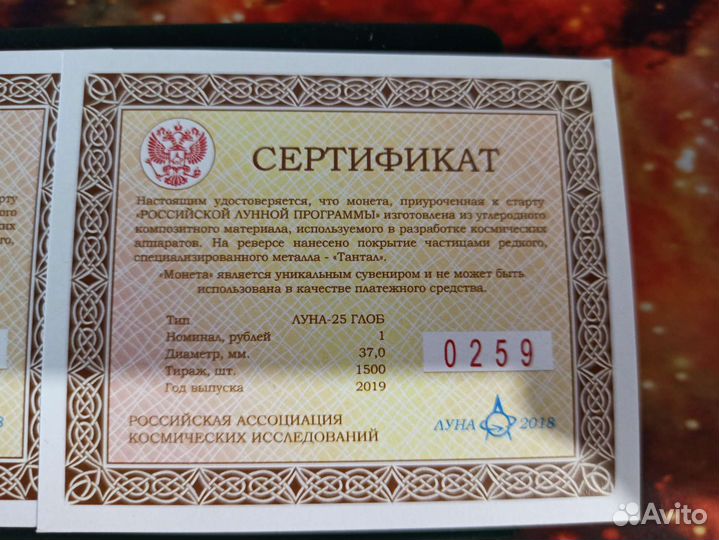 СЕРТИФИКАТ
Настоящим удостоверяется, что монета, приуроченная к старту
«РОССИЙСКОЙ ЛУННОЙ ПРОГРАММЫ» изготовлена из углеродного
композитного материала, используемого в разработке космических
аппаратов. На реверсе нанесено покрытие частицами редкого,
специализированного металла - «Тантал».
«Монета» является уникальным сувениром и не может быть
использована в качестве платежного средства.
Тип ЛУНА-25 ГЛОБ
Номинал, рублей 1
Диаметр, мм. 37,0
Тираж, шт. 1500
Год выпуска 2019
0259
РОССИЙСКАЯ АССОЦИАЦИЯ
КОСМИЧЕСКИХ ИССЛЕДОВАНИЙ
ЛУНА 2018
Avito